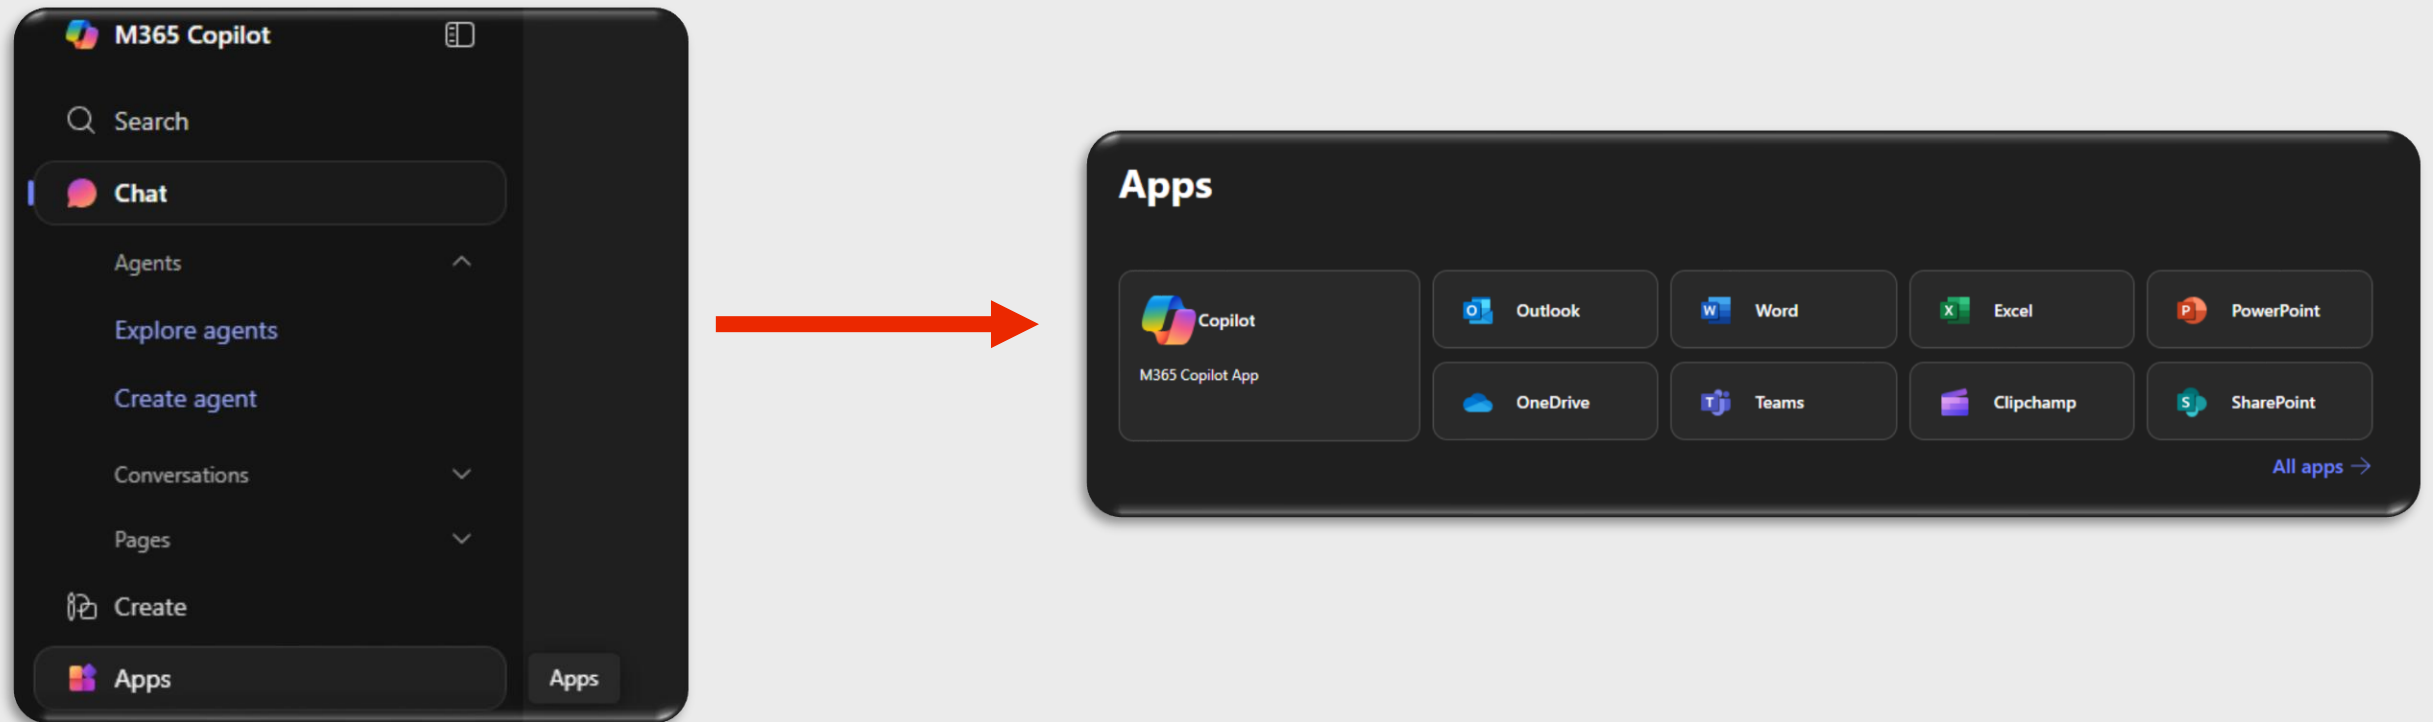 M365 Copilot
Search
Chat
Agents
Explore agents
Create agent
Conversations
Pages
Create
Apps
Apps
Apps
Copilot
M365 Copilot App
Outlook
Word
Excel
PowerPoint
OneDrive
Teams
Clipchamp
SharePoint
All apps →